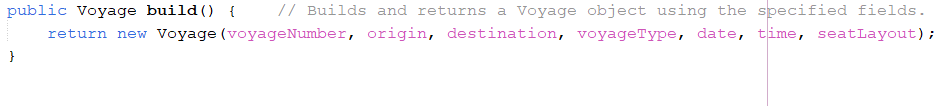 public Voyage build() {    // Builds and returns a Voyage object using the specified fields.
    return new Voyage(voyageNumber, origin, destination, voyageType, date, time, seatLayout);
}